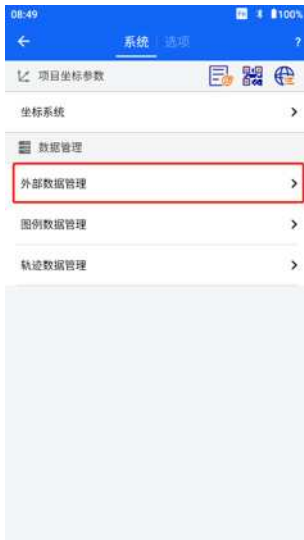 08:49 100%
系统 选项 ?
项目坐标参数
坐标系统
数据管理
外部数据管理
图例数据管理
轨迹数据管理